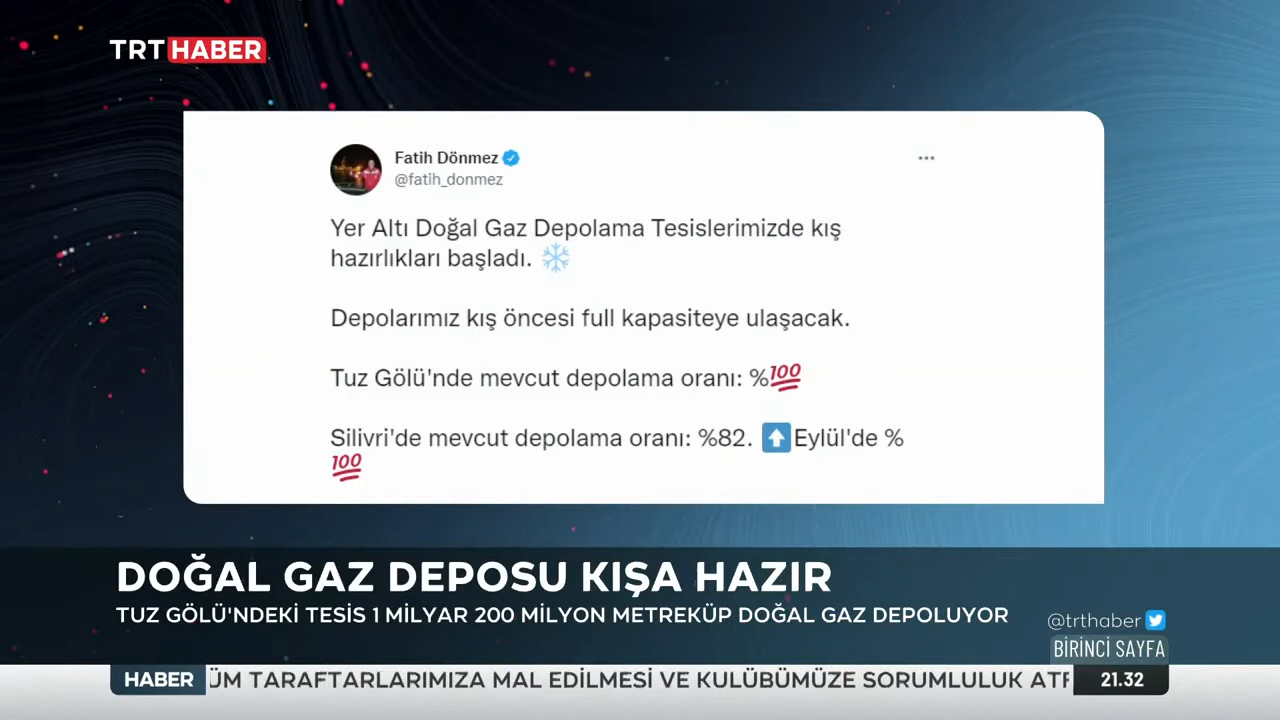 TRT HABER
Fatih Dönmez
@fatih_donmez
Yer Altı Doğal Gaz Depolama Tesislerimizde kış
hazırlıkları başladı. ❄️
Depolarımız kış öncesi full kapasiteye ulaşacak.
Tuz Gölü'nde mevcut depolama oranı: %💯
Silivri'de mevcut depolama oranı: %82. ⬆️Eylül'de %
💯
DOĞAL GAZ DEPOSU KIŞA HAZIR
TUZ GÖLÜ'NDEKİ TESİS 1 MİLYAR 200 MİLYON METREKÜP DOĞAL GAZ DEPOLUYOR
@trthaber
BİRİNCİ SAYFA
HABER ÜM TARAFTARLARIMIZA MAL EDİLMESİ VE KULÜBÜMÜZE SORUMLULUK 21.32